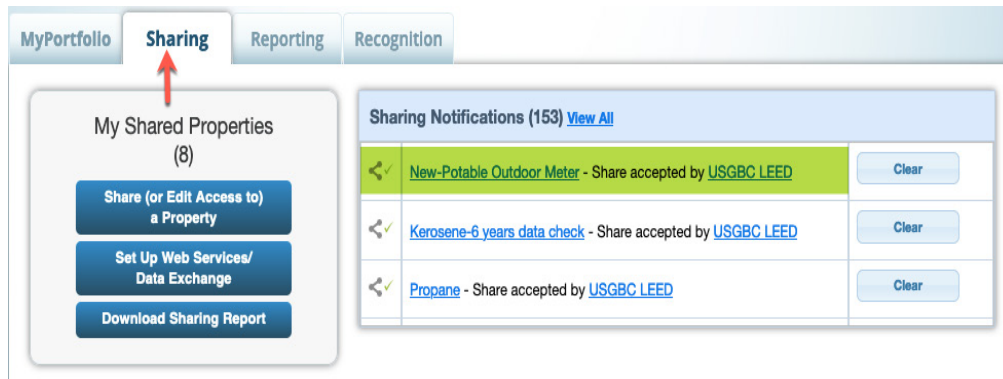 MyPortfolio Sharing Reporting Recognition
My Shared Properties
(8)
Share (or Edit Access to)
a Property
Set Up Web Services/
Data Exchange
Download Sharing Report
Sharing Notifications (153) View All
New-Potable Outdoor Meter - Share accepted by USGBC LEED Clear
Kerosene-6 years data check - Share accepted by USGBC LEED Clear
Propane - Share accepted by USGBC LEED Clear